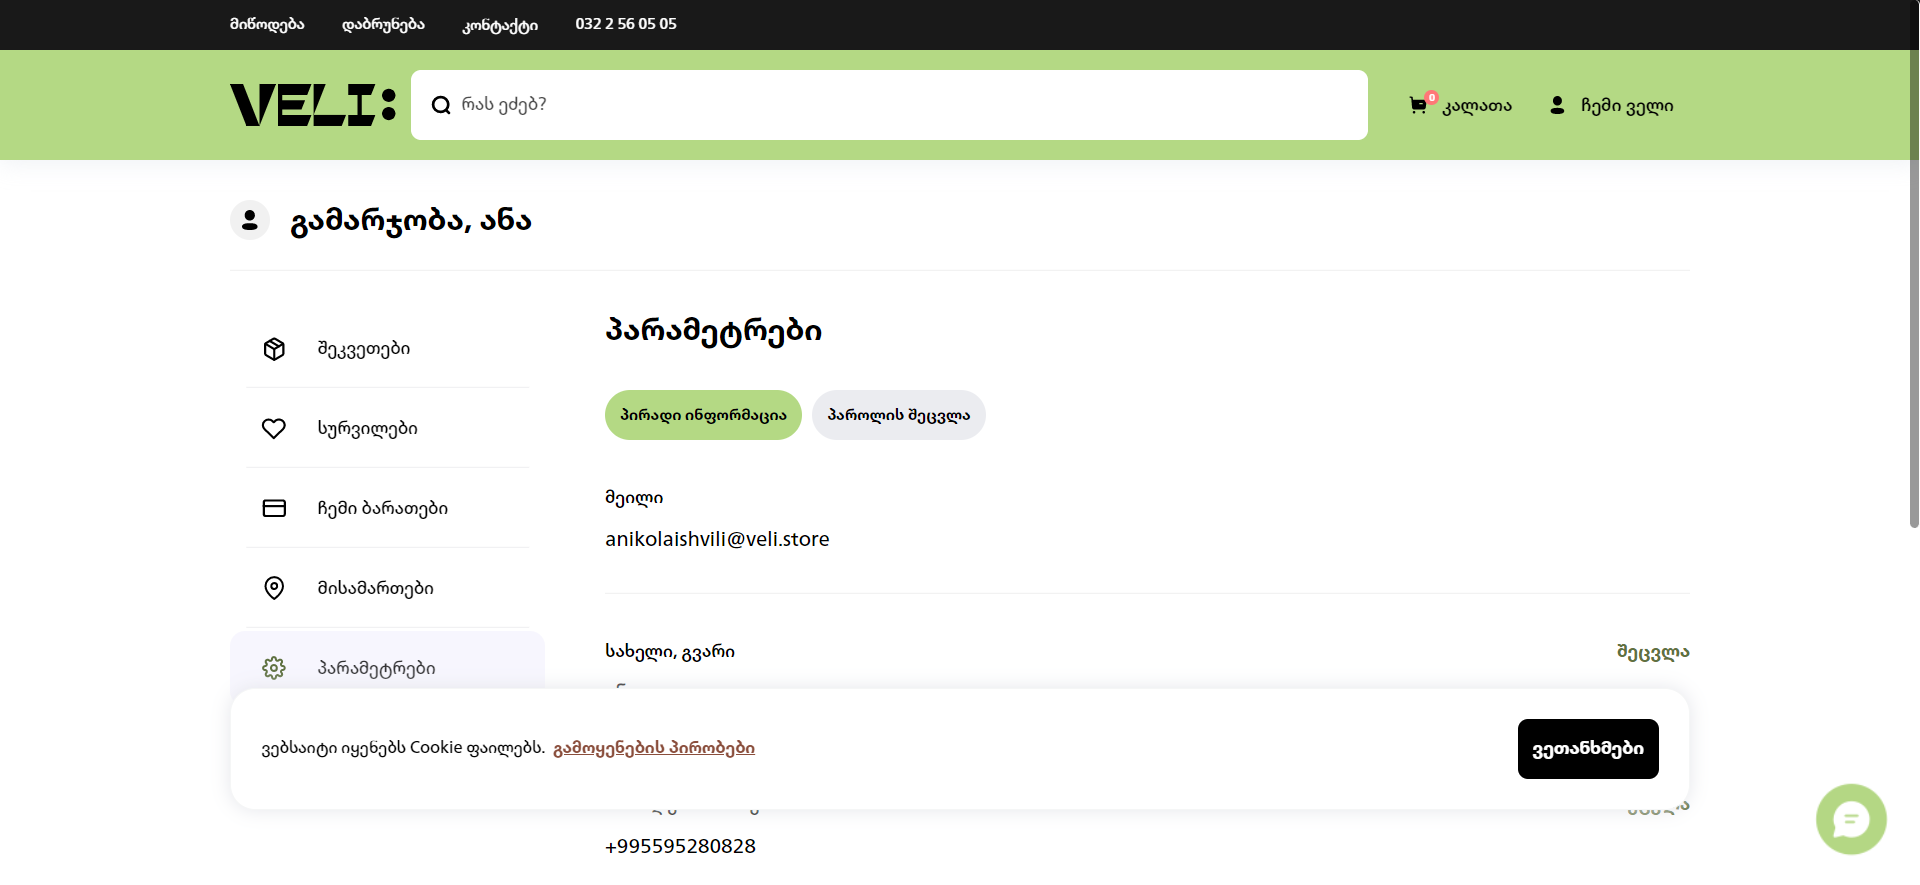 მიწოდება დაბრუნება კონტაქტი 032 2 56 05 05
VELI: რას ეძებ? 0 კალათა ჩემი ველი
გამარჯობა, ანა
პარამეტრები
შეკვეთები
პირადი ინფორმაცია პაროლის შეცვლა
სურვილები
მეილი
ჩემი ბარათები
anikolaishvili@veli.store
მისამართები
სახელი, გვარი შეცვლა
პარამეტრები
ვებსაიტი იყენებს Cookie ფაილებს. გამოყენების პირობები ვეთანხმები
+995595280828